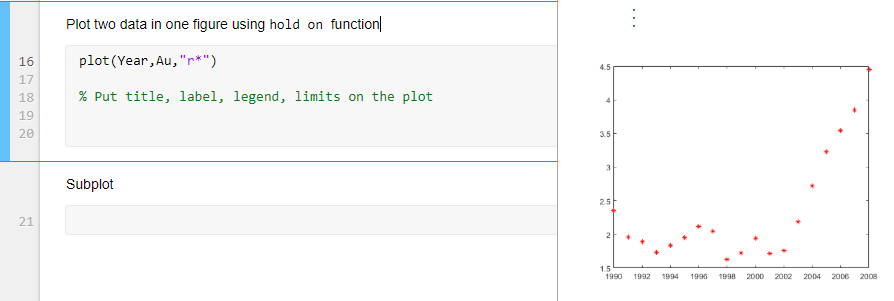 Plot two data in one figure using hold on function
16 plot(Year,Au,"r*")
17
18 % Put title, label, legend, limits on the plot
19
20
Subplot
21
4.5
4
3.5
3
2.5
2
1.5
1990 1992 1994 1996 1998 2000 2002 2004 2006 2008